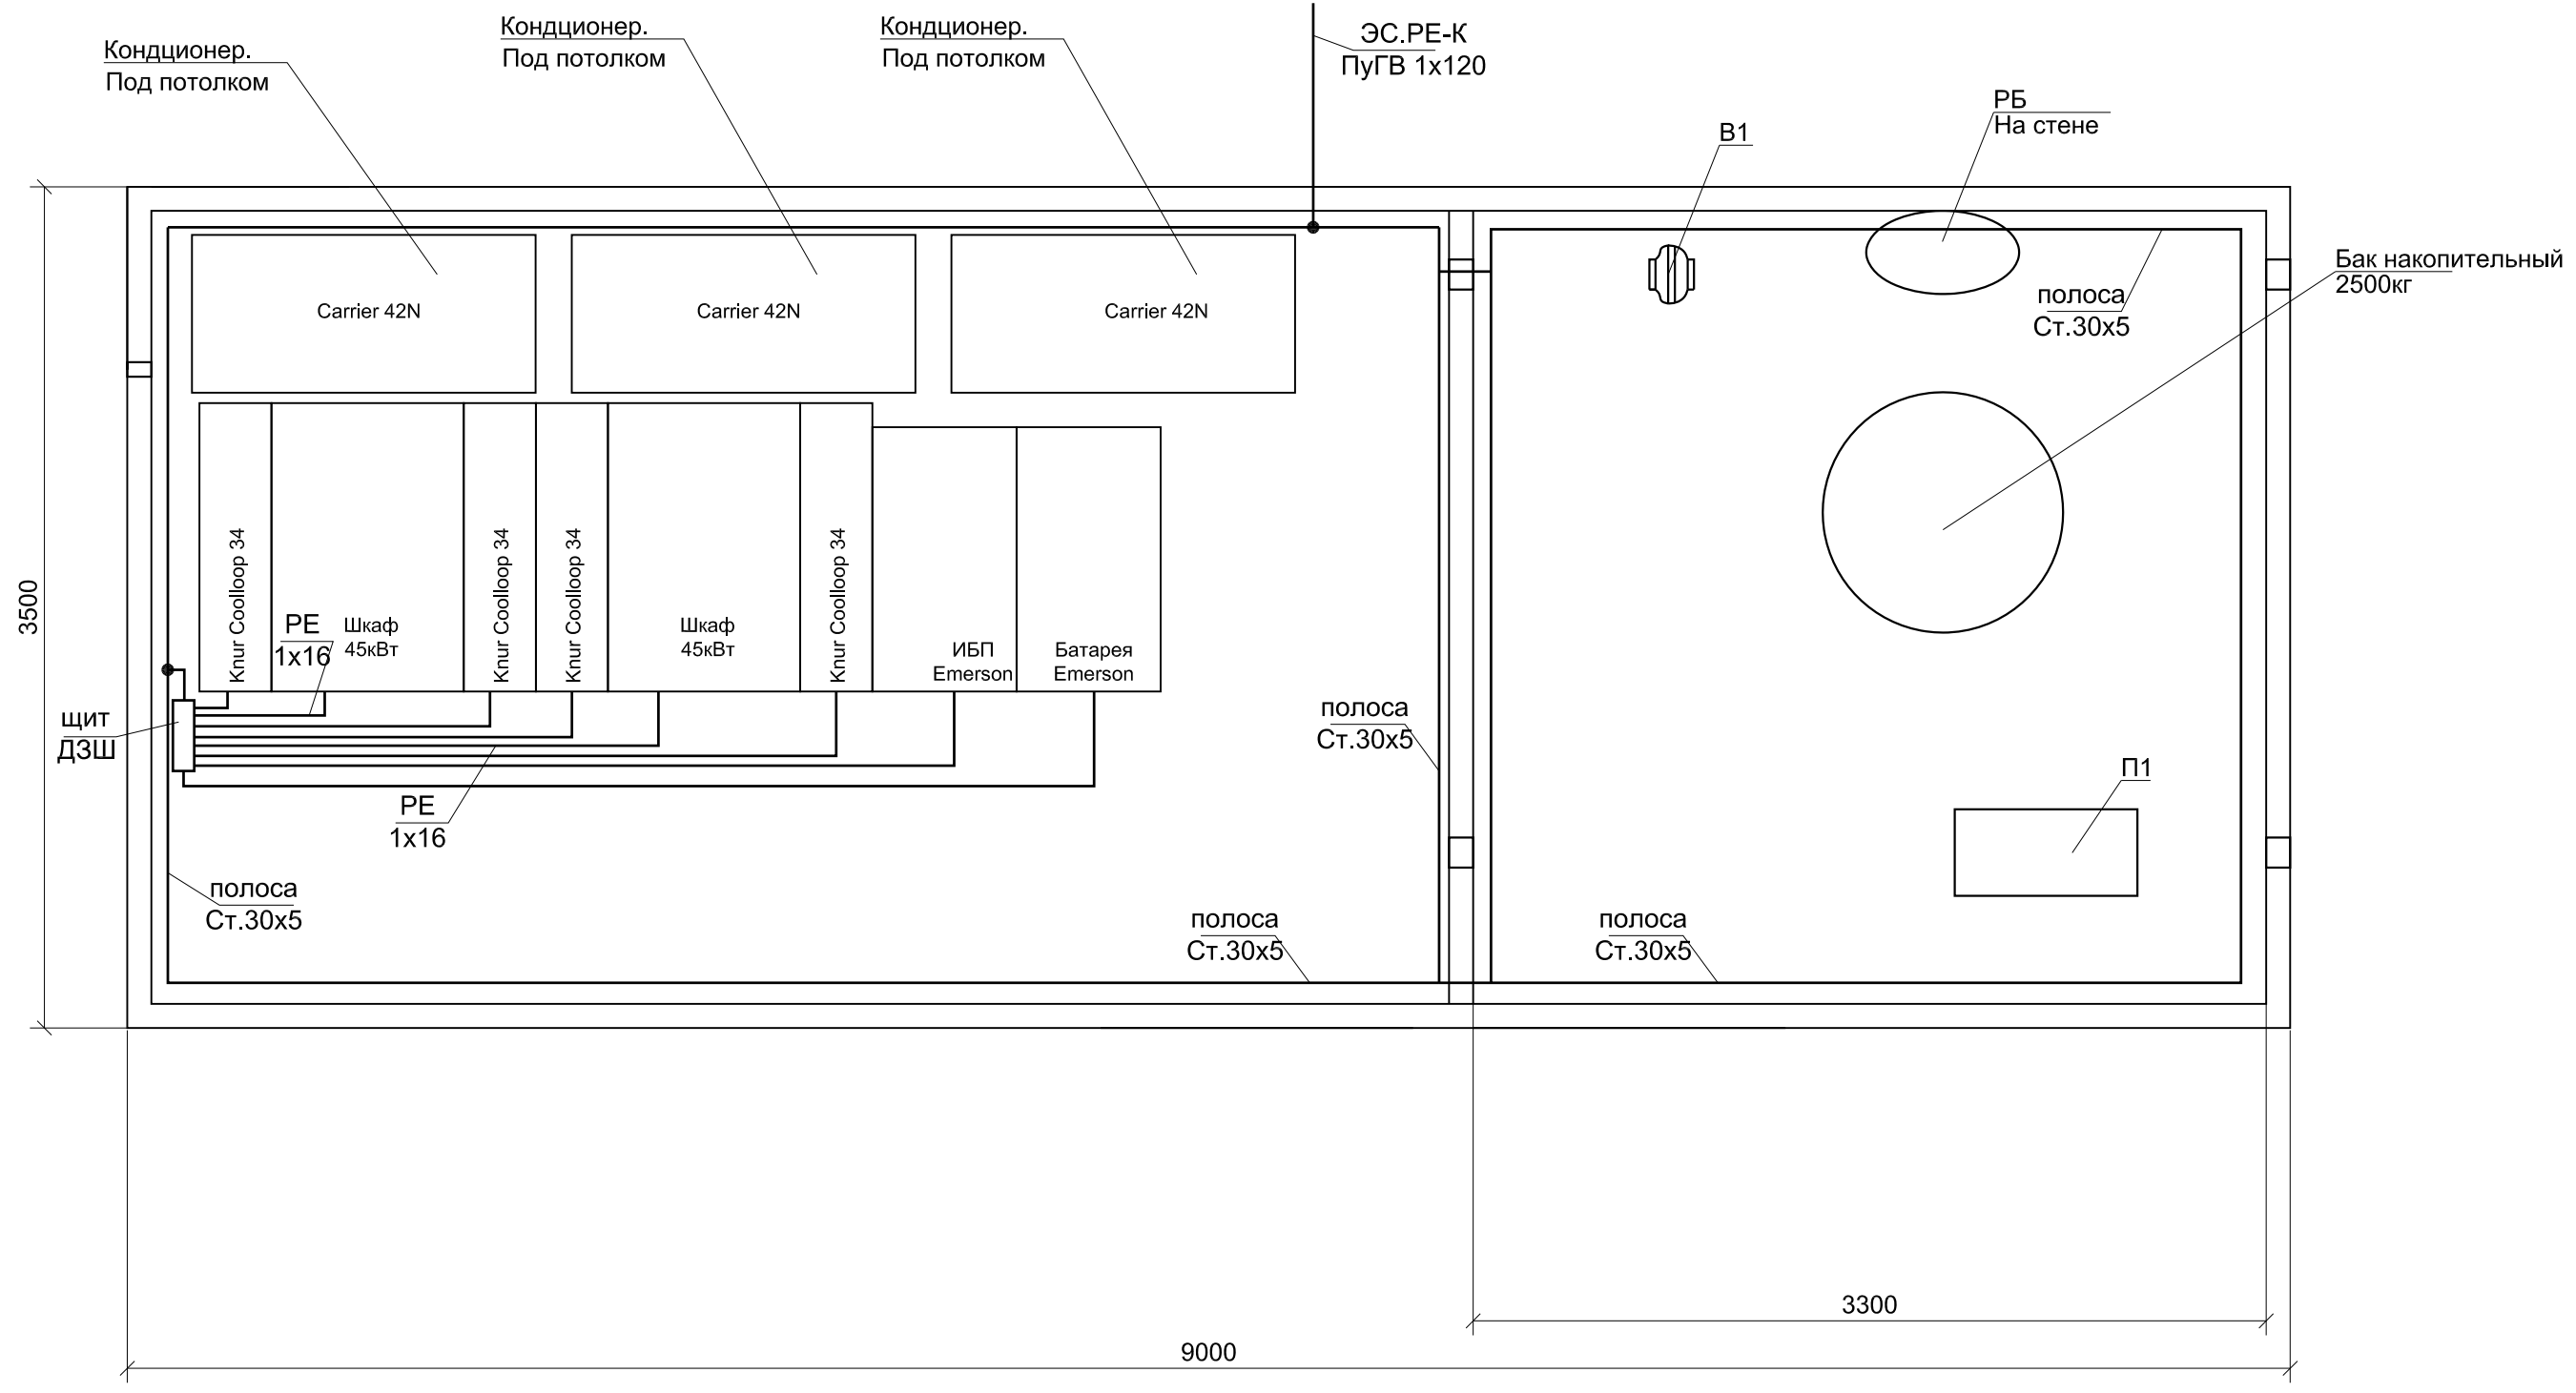 Кондционер.
Под потолком
Кондционер.
Под потолком
Кондционер.
Под потолком
ЭС.РЕ-К
ПуГВ 1х120
В1
РБ
На стене
Бак накопительный
2500кг
полоса
Ст.30х5
Carrier 42N
Carrier 42N
Carrier 42N
3500
Knur Coolloop 34
РЕ
1х16
Шкаф
45кВт
Knur Coolloop 34
Knur Coolloop 34
Шкаф
45кВт
Knur Coolloop 34
ИБП
Emerson
Батарея
Emerson
щит
ДЗШ
РЕ
1х16
полоса
Ст.30х5
П1
полоса
Ст.30х5
полоса
Ст.30х5
полоса
Ст.30х5
3300
9000